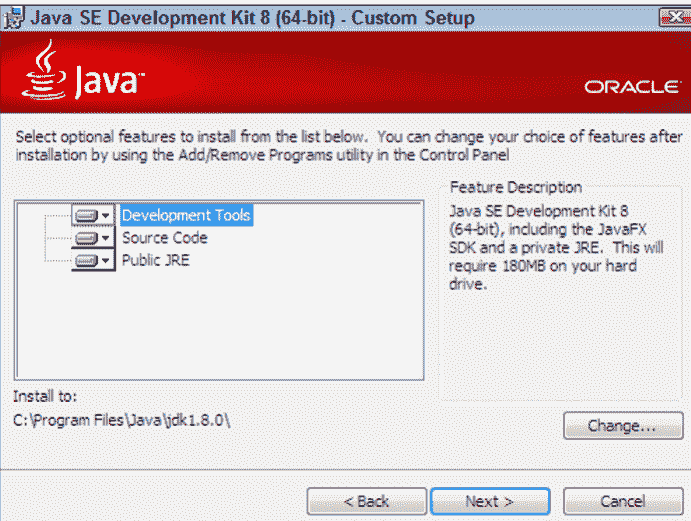 Java SE Development Kit 8 (64-bit) - Custom Setup
Java™
ORACLE®
Select optional features to install from the list below. You can change your choice of features after
installation by using the Add/Remove Programs utility in the Control Panel
Development Tools
Source Code
Public JRE
Feature Description
Java SE Development Kit 8
(64-bit), including the JavaFX
SDK and a private JRE. This will
require 180MB on your hard
drive.
Install to:
C:\Program Files\Java\jdk1.8.0\
Change...
< Back
Next >
Cancel